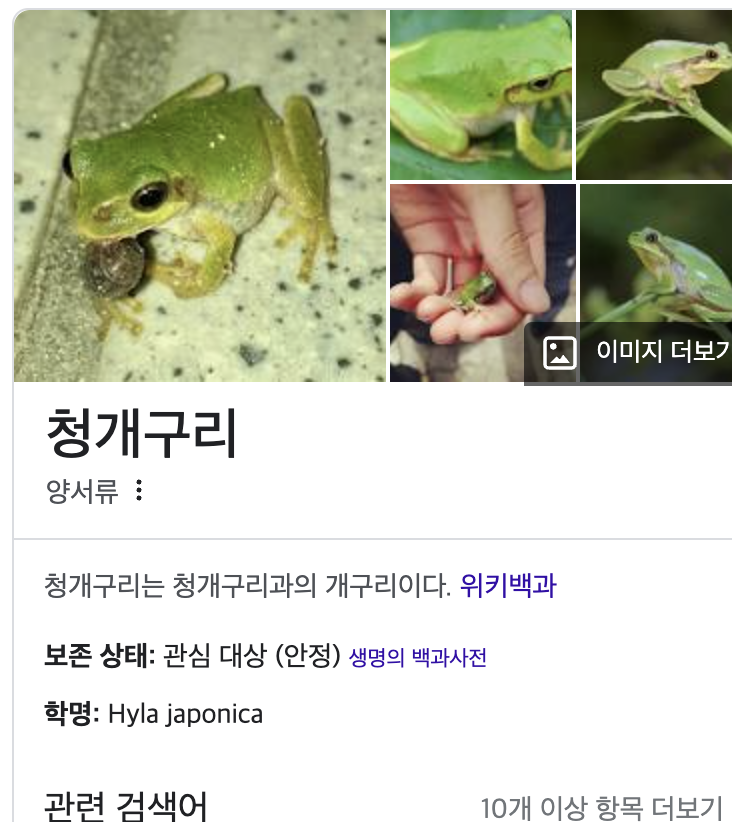 이미지 더보기
청개구리
양서류
청개구리는 청개구리과의 개구리이다. 위키백과
보존 상태: 관심 대상 (안정) 생명의 백과사전
학명: Hyla japonica
관련 검색어 10개 이상 항목 더보기